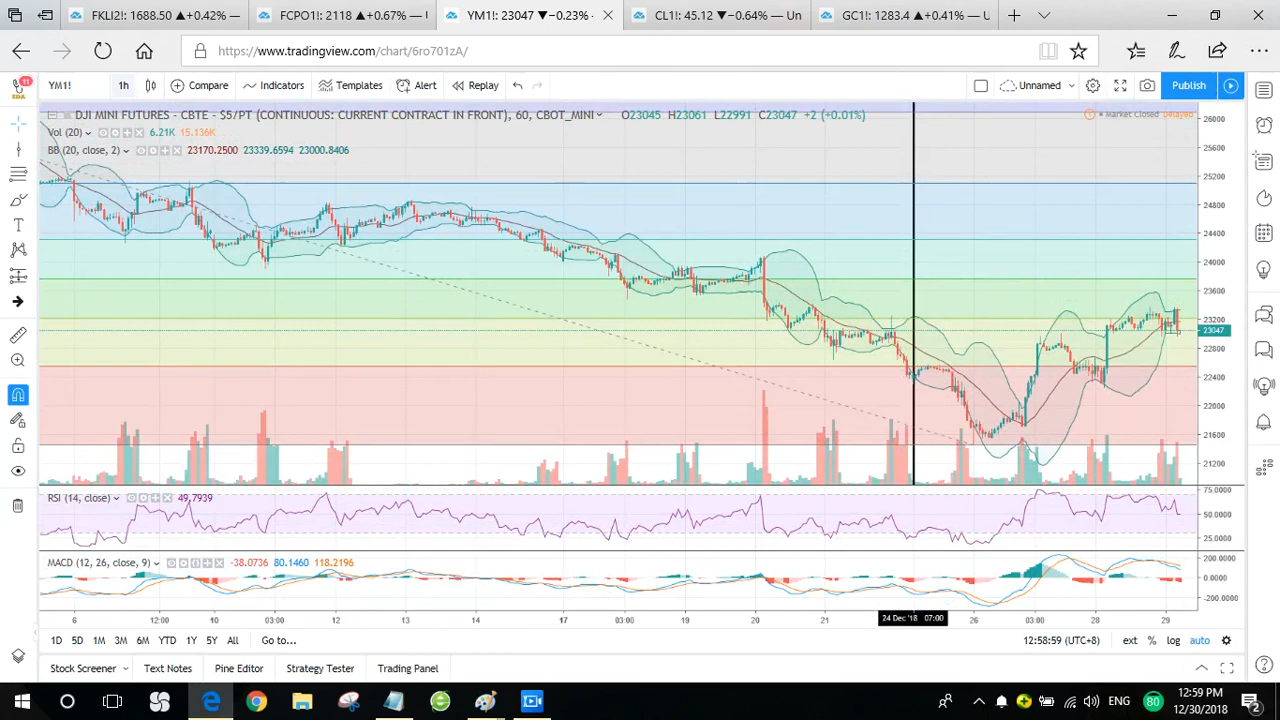 FKLI2!: 1688.50 ▲+0.42% —
FCPO1!: 2118 ▲+0.67% — U
YM1!: 23047 ▼−0.23%
CL1!: 45.12 ▼−0.64% — Un
GC1!: 1283.4 ▲+0.41% — U
https://www.tradingview.com/chart/6ro701zA/
11
YM1!
1h
Compare
Indicators
Templates
Alert
Replay
Unnamed
Publish
DJI MINI FUTURES - CBTE - $5/PT (CONTINUOUS: CURRENT CONTRACT IN FRONT), 60, CBOT_MINI
O23045 H23061 L22991 C23047 +2 (+0.01%)
Market Closed Delayed
Vol (20) 6.21K 15.136K
BB (20, close, 2) 23170.2500 23339.6594 23000.8406
26000
25600
25200
24800
24400
24000
23600
23200
23047
22800
22400
22000
21600
21200
RSI (14, close) 49.7939
75.0000
50.0000
25.0000
MACD (12, 26, close, 9) -38.0736 80.1460 118.2196
200.0000
0.0000
-200.0000
6 12:00 10 03:00 12 13 14 17 03:00 19 20 21 24 Dec '18 07:00 26 03:00 28 29
1D 5D 1M 3M 6M YTD 1Y 5Y All Go to...
12:58:59 (UTC+8) ext % log auto
Stock Screener Text Notes Pine Editor Strategy Tester Trading Panel
ENG
80
12:59 PM
12/30/2018
2